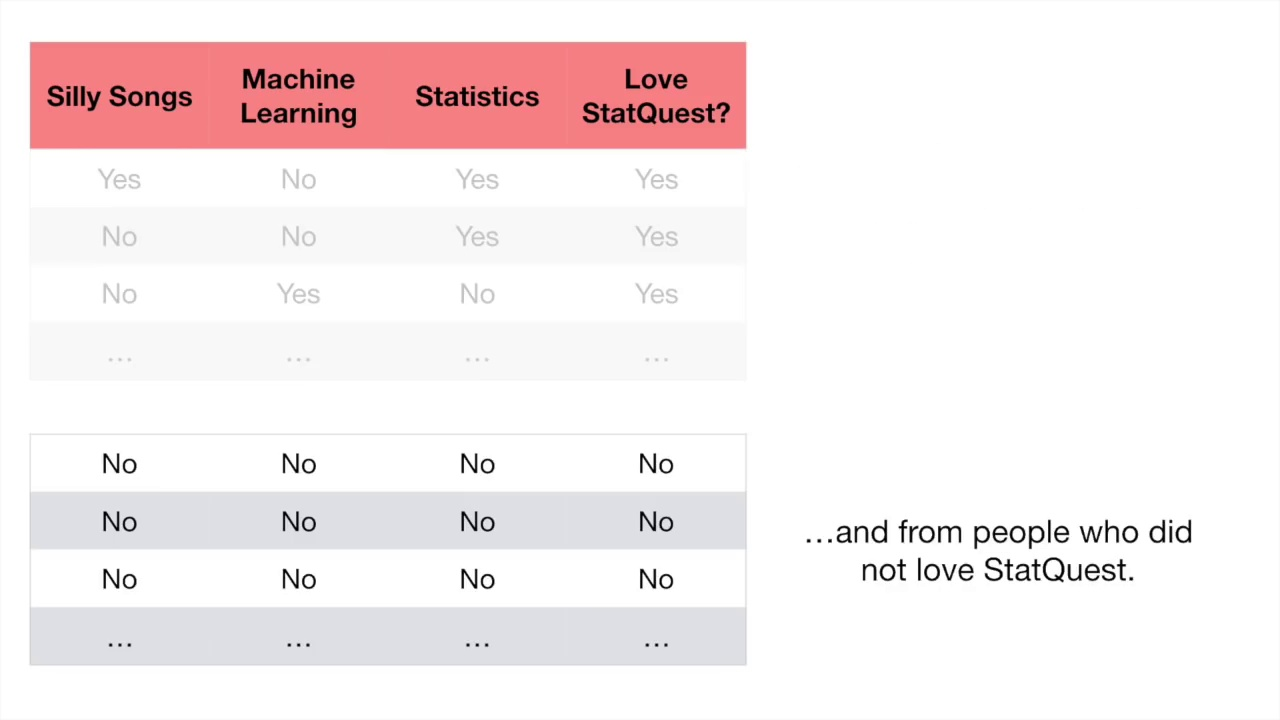 Silly Songs Machine Learning Statistics Love StatQuest?
Yes No Yes Yes
No No Yes Yes
No Yes No Yes
… … … …
No No No No
No No No No
No No No No
… … … …
…and from people who did
not love StatQuest.